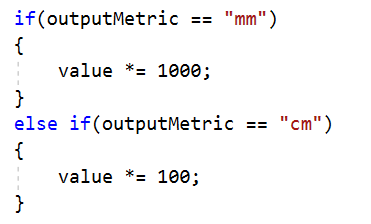 if(outputMetric == "mm")
{
    value *= 1000;
}
else if(outputMetric == "cm")
{
    value *= 100;
}